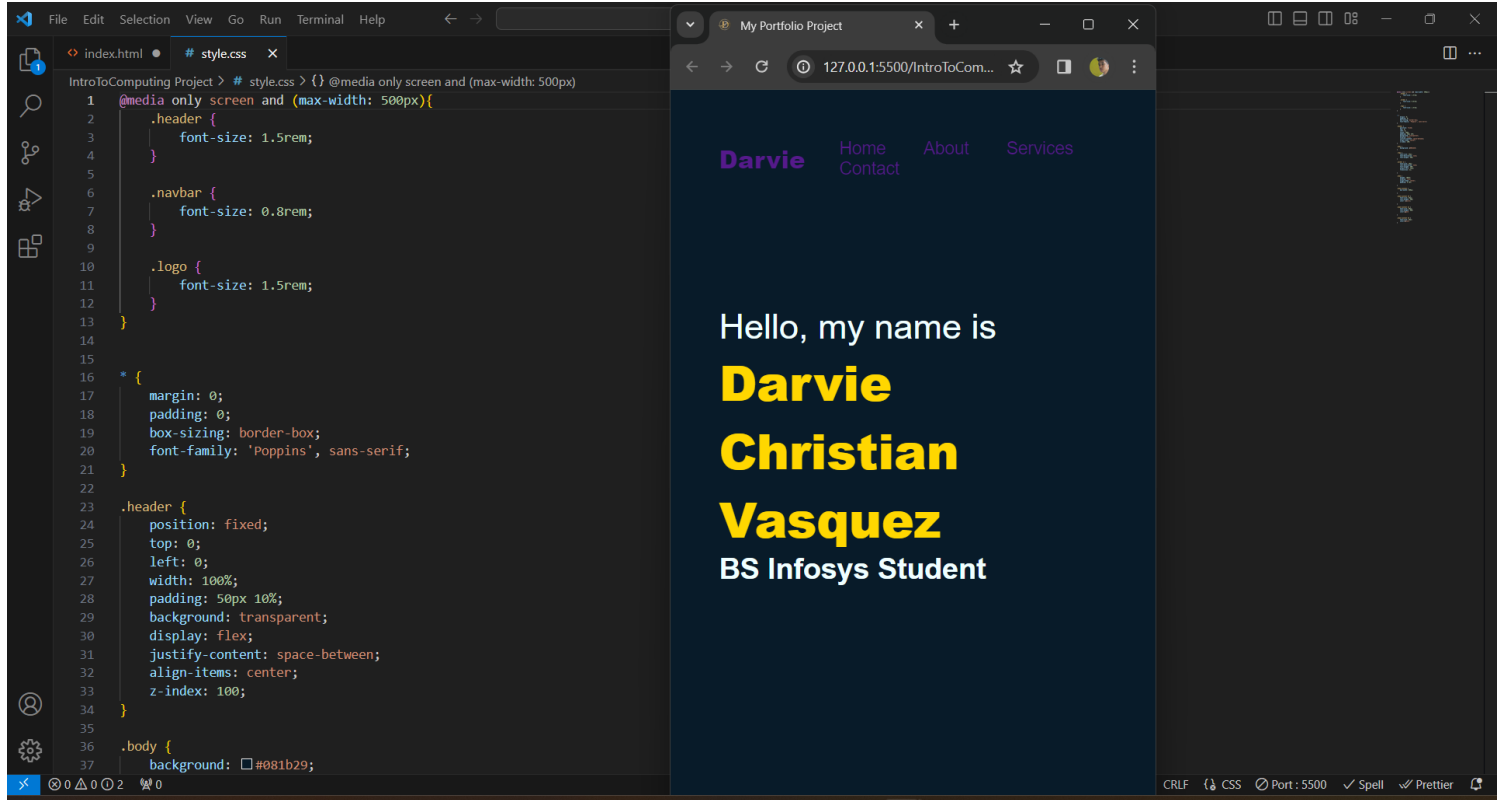 File Edit Selection View Go Run Terminal Help
index.html
# style.css
IntroToComputing Project > # style.css > {} @media only screen and (max-width: 500px)
1 @media only screen and (max-width: 500px){
2 .header {
3 font-size: 1.5rem;
4 }
5
6 .navbar {
7 font-size: 0.8rem;
8 }
9
10 .logo {
11 font-size: 1.5rem;
12 }
13 }
14
15
16 * {
17 margin: 0;
18 padding: 0;
19 box-sizing: border-box;
20 font-family: 'Poppins', sans-serif;
21 }
22
23 .header {
24 position: fixed;
25 top: 0;
26 left: 0;
27 width: 100%;
28 padding: 50px 10%;
29 background: transparent;
30 display: flex;
31 justify-content: space-between;
32 align-items: center;
33 z-index: 100;
34 }
35
36 .body {
37 background: #081b29;
1
0 0 2 0
My Portfolio Project
127.0.0.1:5500/IntroToCom...
Darvie
Home About Services
Contact
Hello, my name is
Darvie
Christian
Vasquez
BS Infosys Student
CRLF CSS Port : 5500 Spell Prettier